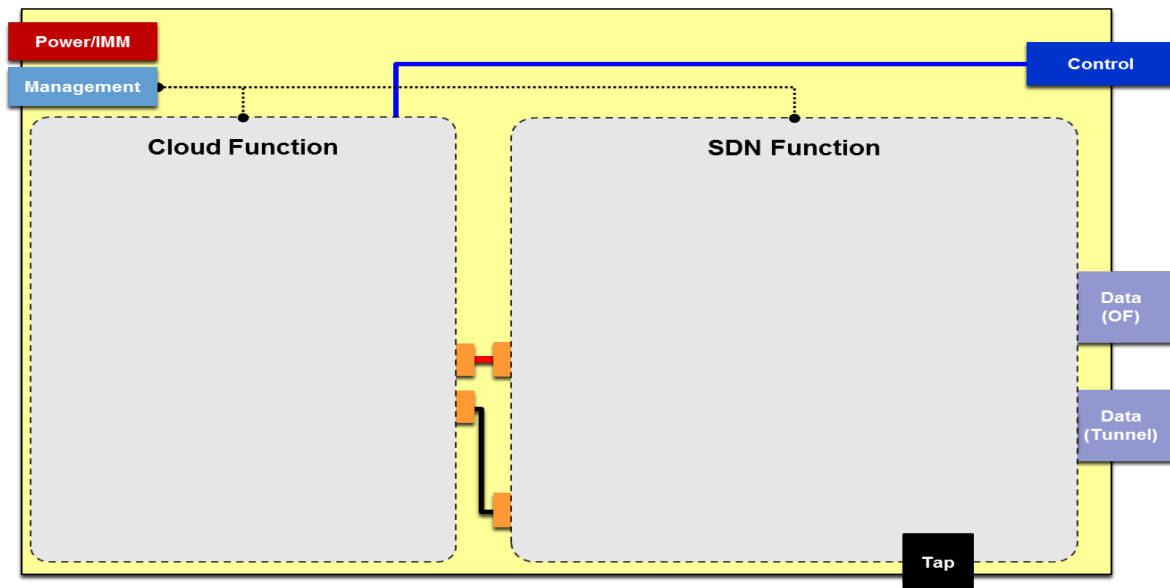 Power/IMM
Management
Control
Cloud Function
SDN Function
Data
(OF)
Data
(Tunnel)
Tap